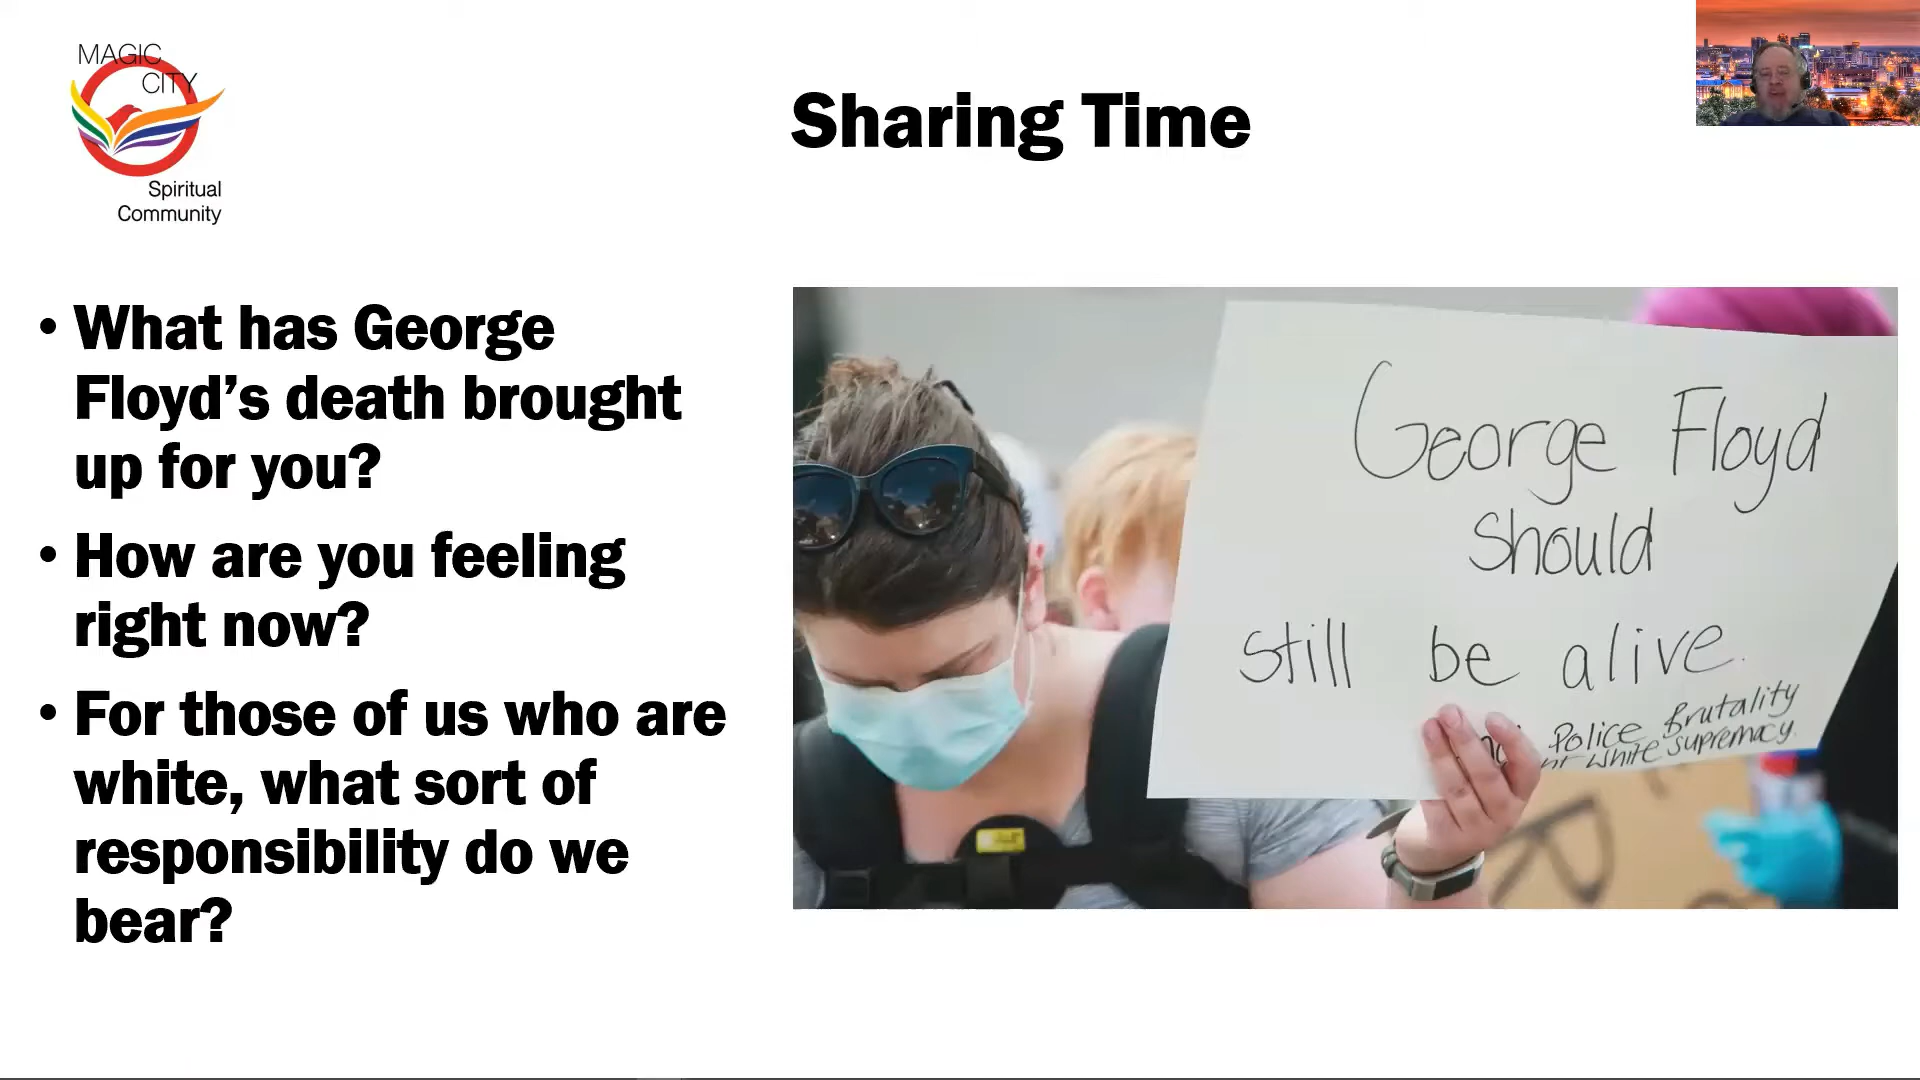 MAGIC
CITY
Spiritual
Community
Sharing Time
• What has George
Floyd’s death brought
up for you?
• How are you feeling
right now?
• For those of us who are
white, what sort of
responsibility do we
bear?
George Floyd
should
still be alive.
Police Brutality
white supremacy.